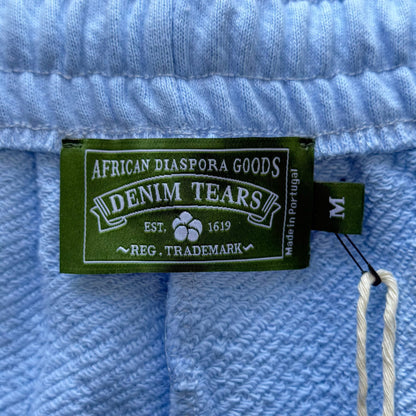 AFRICAN DIASPORA GOODS
DENIM TEARS
EST. 1619
~REG. TRADEMARK~
Made in Portugal
M